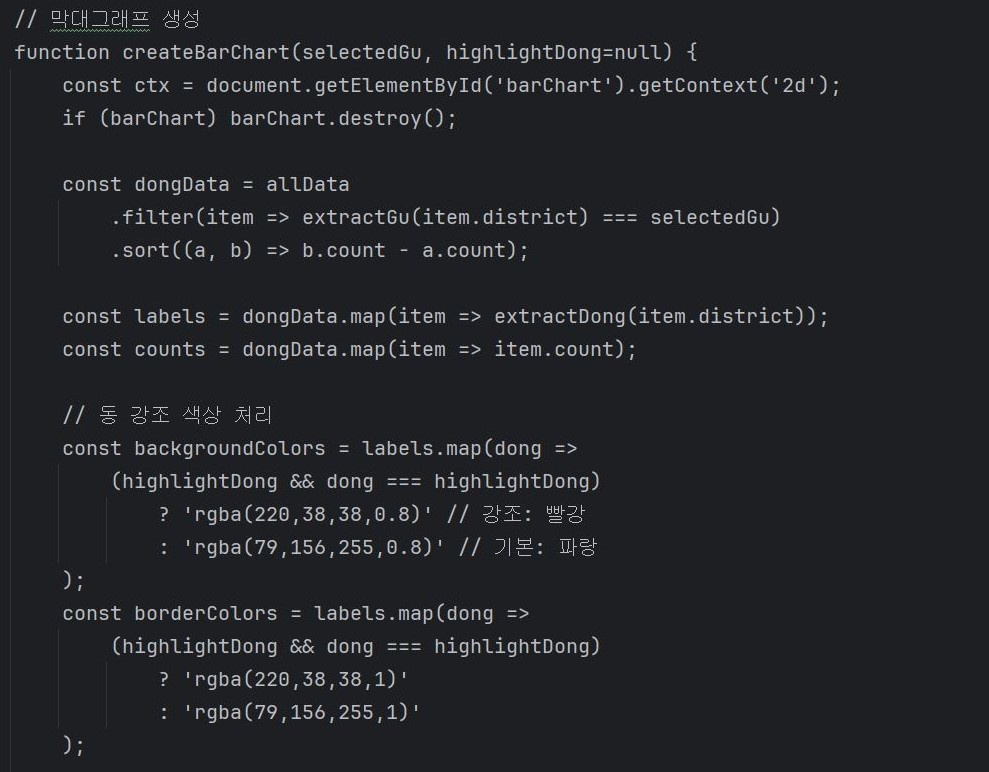 // 막대그래프 생성
function createBarChart(selectedGu, highlightDong=null) {
    const ctx = document.getElementById('barChart').getContext('2d');
    if (barChart) barChart.destroy();

    const dongData = allData
        .filter(item => extractGu(item.district) === selectedGu)
        .sort((a, b) => b.count - a.count);

    const labels = dongData.map(item => extractDong(item.district));
    const counts = dongData.map(item => item.count);

    // 동 강조 색상 처리
    const backgroundColors = labels.map(dong =>
        (highlightDong && dong === highlightDong)
            ? 'rgba(220,38,38,0.8)' // 강조: 빨강
            : 'rgba(79,156,255,0.8)' // 기본: 파랑
    );
    const borderColors = labels.map(dong =>
        (highlightDong && dong === highlightDong)
            ? 'rgba(220,38,38,1)'
            : 'rgba(79,156,255,1)'
    );